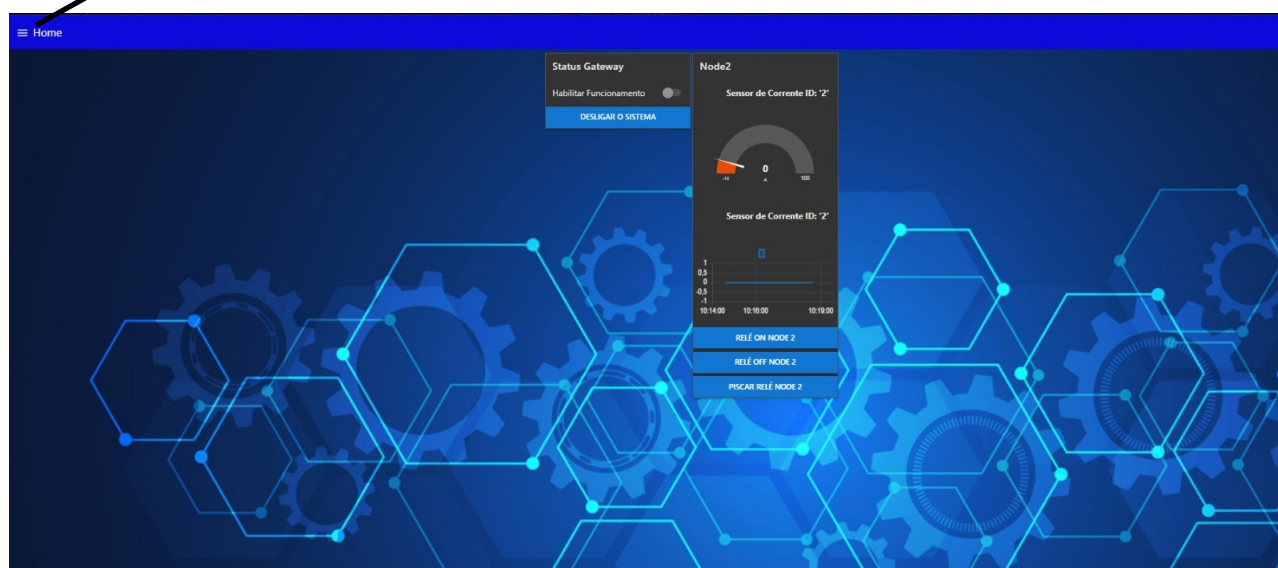 Home
Status Gateway
Habilitar Funcionamento
DESLIGAR O SISTEMA
Node2
Sensor de Corrente ID: '2'
0
-10
A
100
Sensor de Corrente ID: '2'
1
0,5
0
-0,5
-1
10:14:00 10:16:00 10:19:00
RELÉ ON NODE 2
RELÉ OFF NODE 2
PISCAR RELÉ NODE 2